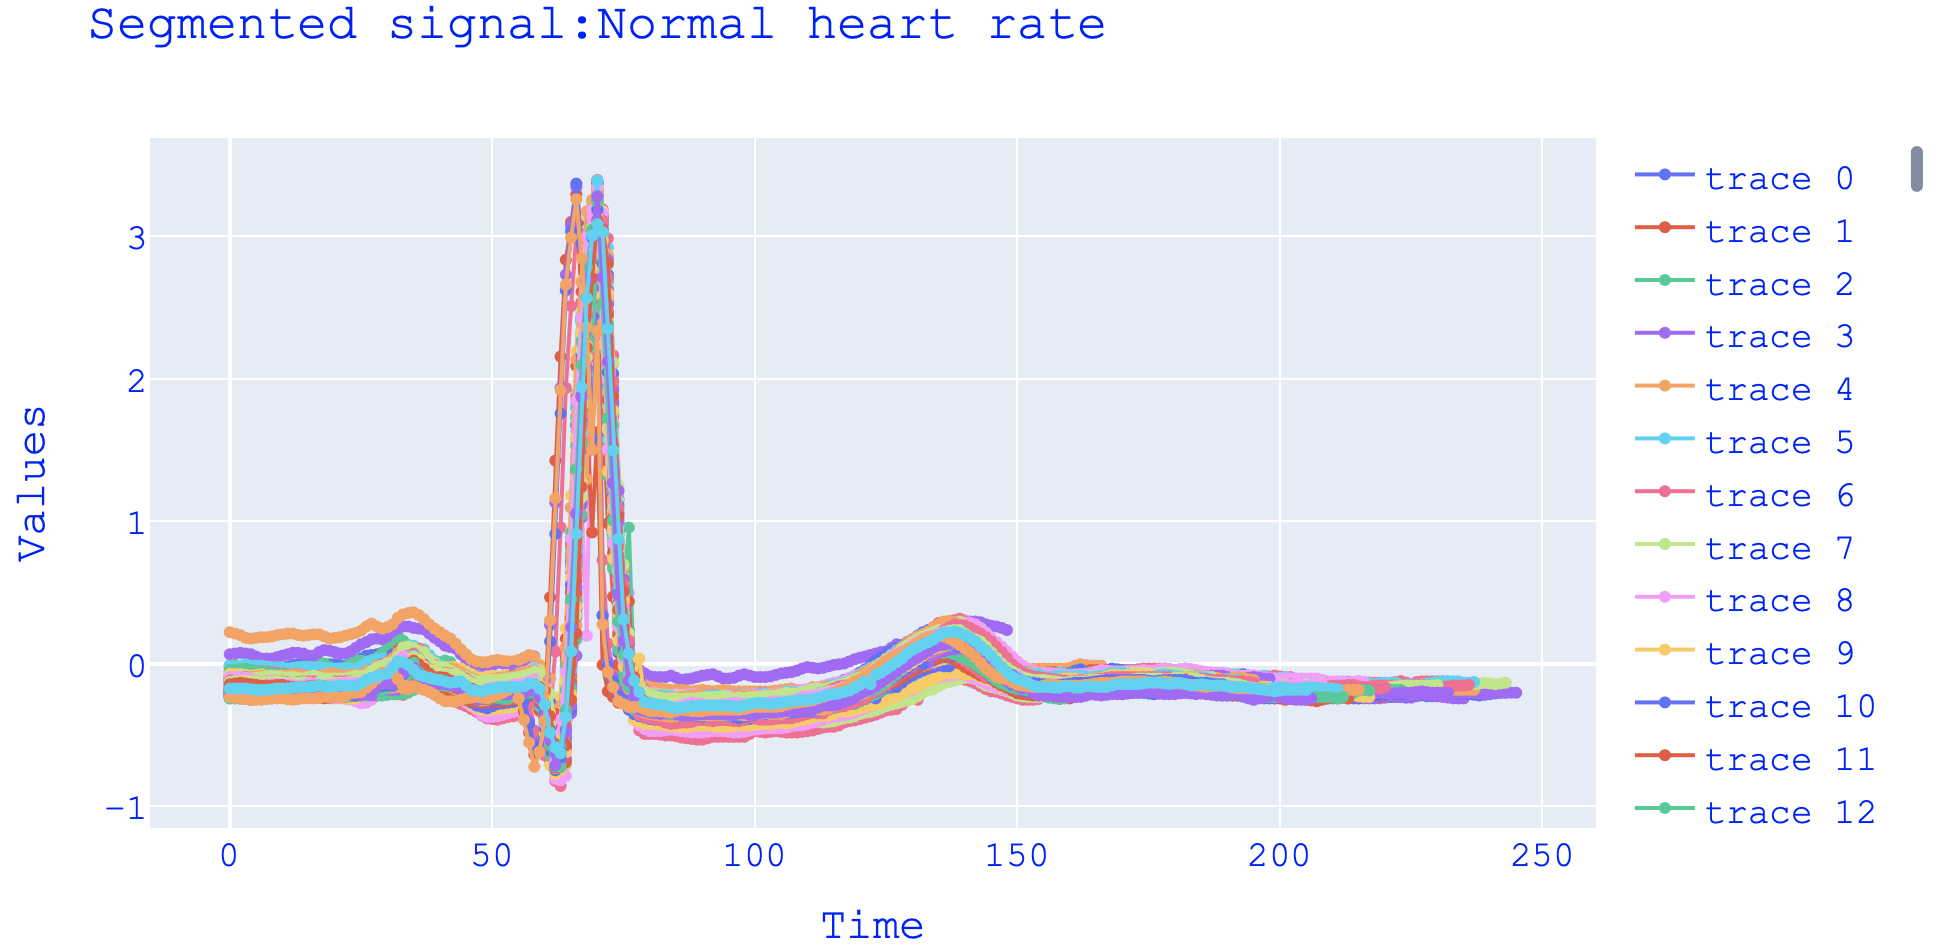 Segmented signal:Normal heart rate
Values
3
2
1
0
−1
0 50 100 150 200 250
Time
trace 0
trace 1
trace 2
trace 3
trace 4
trace 5
trace 6
trace 7
trace 8
trace 9
trace 10
trace 11
trace 12